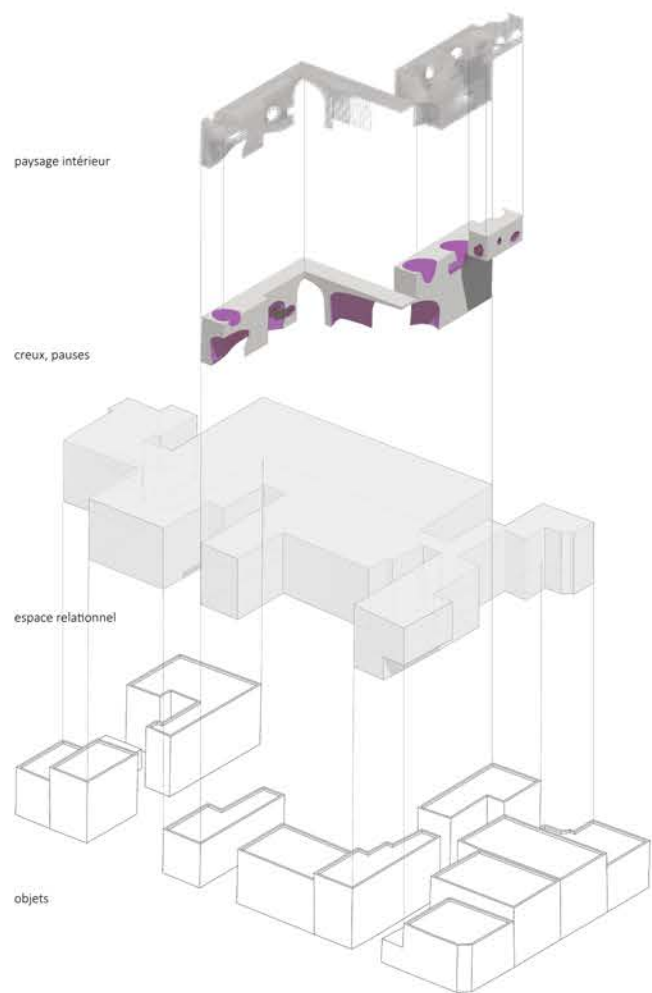 paysage intérieur
creux, pauses
espace relationnel
objets